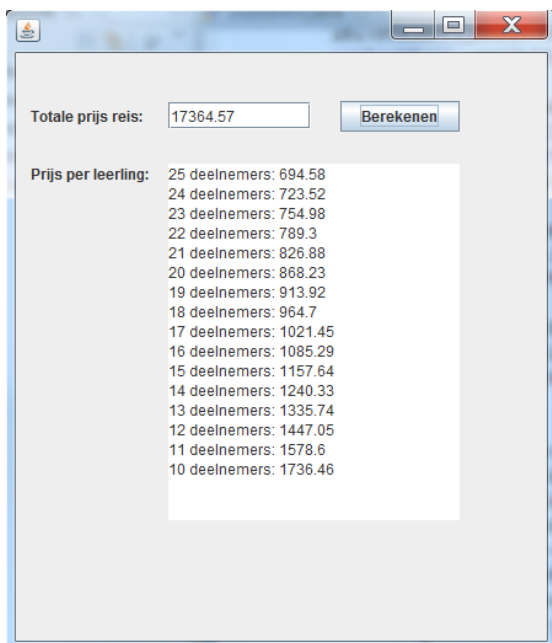 Totale prijs reis: 17364.57 Berekenen
Prijs per leerling: 25 deelnemers: 694.58
24 deelnemers: 723.52
23 deelnemers: 754.98
22 deelnemers: 789.3
21 deelnemers: 826.88
20 deelnemers: 868.23
19 deelnemers: 913.92
18 deelnemers: 964.7
17 deelnemers: 1021.45
16 deelnemers: 1085.29
15 deelnemers: 1157.64
14 deelnemers: 1240.33
13 deelnemers: 1335.74
12 deelnemers: 1447.05
11 deelnemers: 1578.6
10 deelnemers: 1736.46